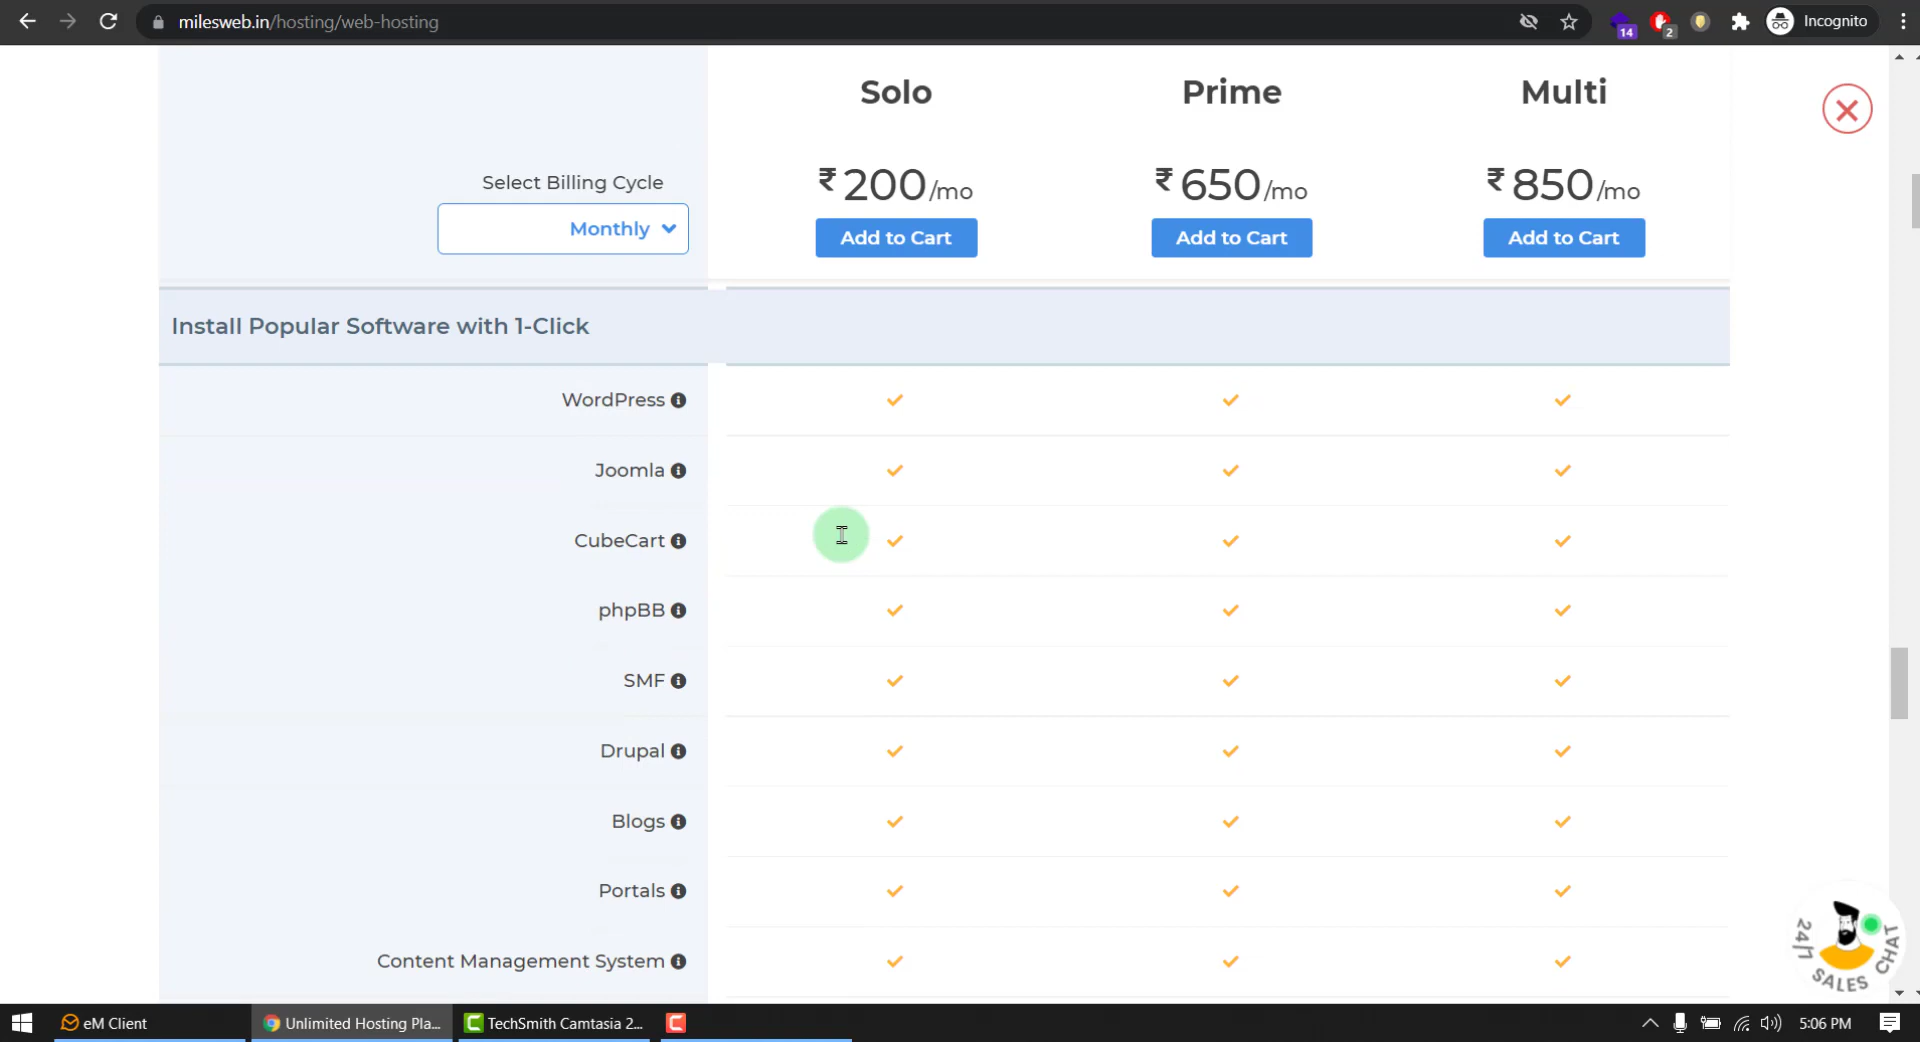 milesweb.in/hosting/web-hosting
14
2
Incognito
Solo Prime Multi
Select Billing Cycle
₹200/mo ₹650/mo ₹850/mo
Monthly
Add to Cart Add to Cart Add to Cart
Install Popular Software with 1-Click
WordPress
Joomla
CubeCart
phpBB
SMF
Drupal
Blogs
Portals
Content Management System
24/7 SALES CHAT
eM Client
Unlimited Hosting Pla...
TechSmith Camtasia 2...
5:06 PM